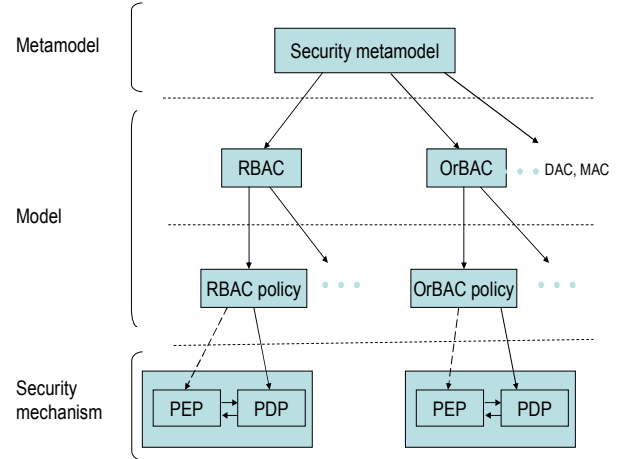 Metamodel
Security metamodel
RBAC
OrBAC
DAC, MAC
Model
RBAC policy
OrBAC policy
Security
mechanism
PEP
PDP
PEP
PDP